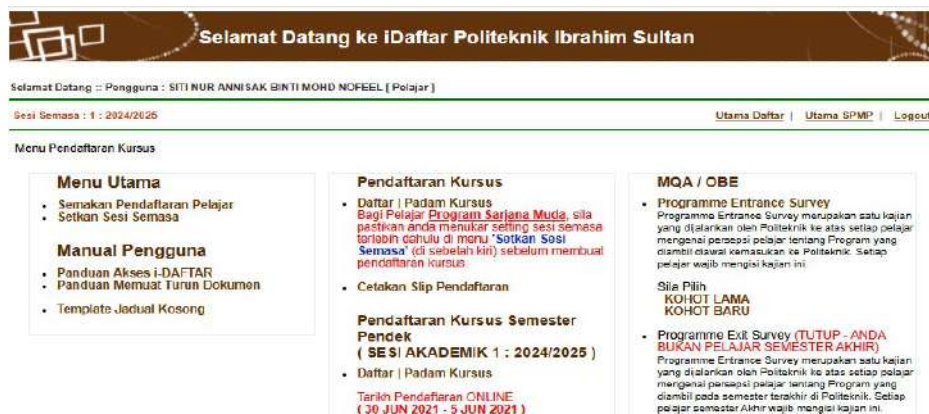 Selamat Datang ke iDaftar Politeknik Ibrahim Sultan
Selamat Datang :: Pengguna : SITI NUR ANNISAK BINTI MOHD NOFEEL [ Pelajar ]
Sesi Semasa : 1 : 2024/2025
Utama Daftar | Utama SPMP | Logout
Menu Pendaftaran Kursus
Menu Utama
Semakan Pendaftaran Pelajar
Setkan Sesi Semasa
Manual Pengguna
Panduan Akses i-DAFTAR
Panduan Memuat Turun Dokumen
Template Jadual Kosong
Pendaftaran Kursus
Daftar | Padam Kursus
Bagi Pelajar Program Sarjana Muda, sila
pastikan anda menukar setting sesi semasa
terlebih dahulu di menu 'Setkan Sesi
Semasa' (di sebelah kiri) sebelum membuat
pendaftaran kursus
Cetakan Slip Pendaftaran
Pendaftaran Kursus Semester
Pendek
( SESI AKADEMIK 1 : 2024/2025 )
Daftar | Padam Kursus
Tarikh Pendaftaran ONLINE
( 30 JUN 2021 - 5 JUN 2021 )
MQA / OBE
Programme Entrance Survey
Programme Entrance Survey merupakan satu kajian
yang dijalankan oleh Politeknik ke atas setiap pelajar
mengenai persepsi pelajar tentang Program yang
diambil diawal kemasukan ke Politeknik. Setiap
pelajar wajib mengisi kajian ini.
Sila Pilih
KOHOT LAMA
KOHOT BARU
Programme Exit Survey (TUTUP - ANDA
BUKAN PELAJAR SEMESTER AKHIR)
Programme Entrance Survey merupakan satu kajian
yang dijalankan oleh Politeknik ke atas setiap pelajar
mengenai persepsi pelajar tentang Program yang
diambil pada semester terakhir di Politeknik. Setiap
pelajar semester Akhir wajib mengisi kajian ini.